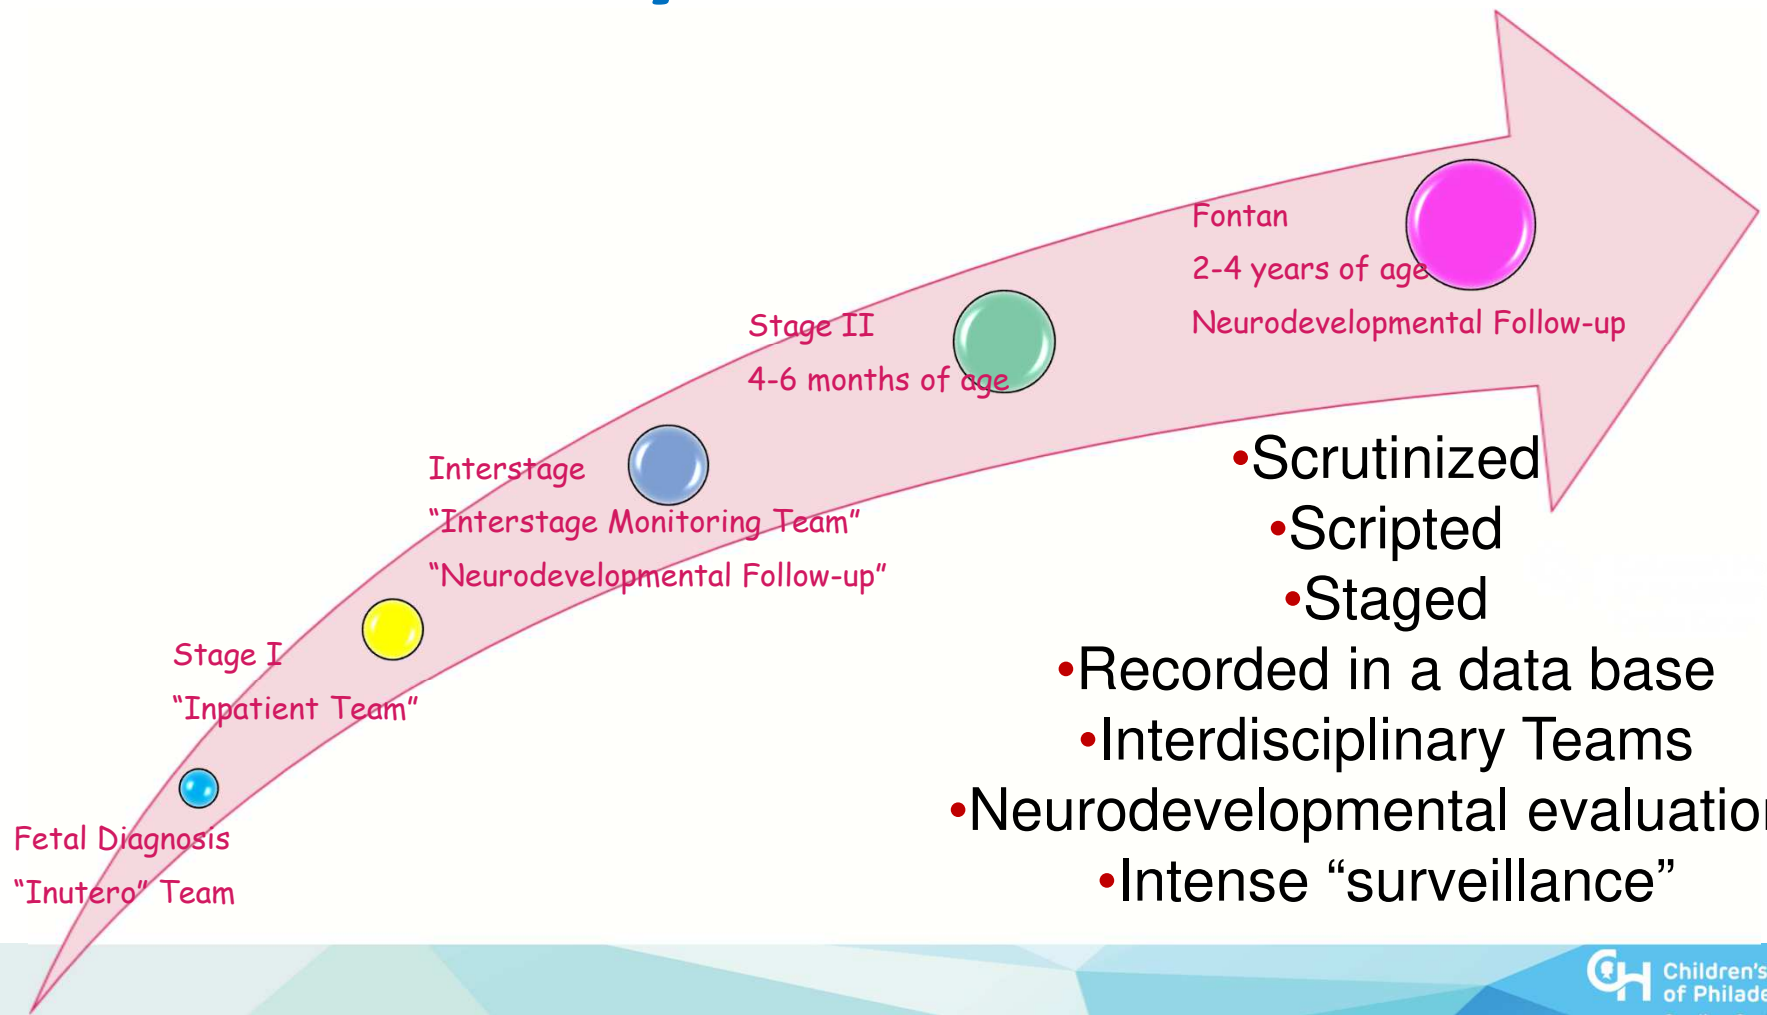 Fetal Diagnosis
“Inutero” Team
Stage I
“Inpatient Team”
Interstage
“Interstage Monitoring Team”
“Neurodevelopmental Follow-up”
Stage II
4-6 months of age
Fontan
2-4 years of age
Neurodevelopmental Follow-up
•Scrutinized
•Scripted
•Staged
•Recorded in a data base
•Interdisciplinary Teams
•Neurodevelopmental evaluation
•Intense “surveillance”
CH
Children's
of Philade